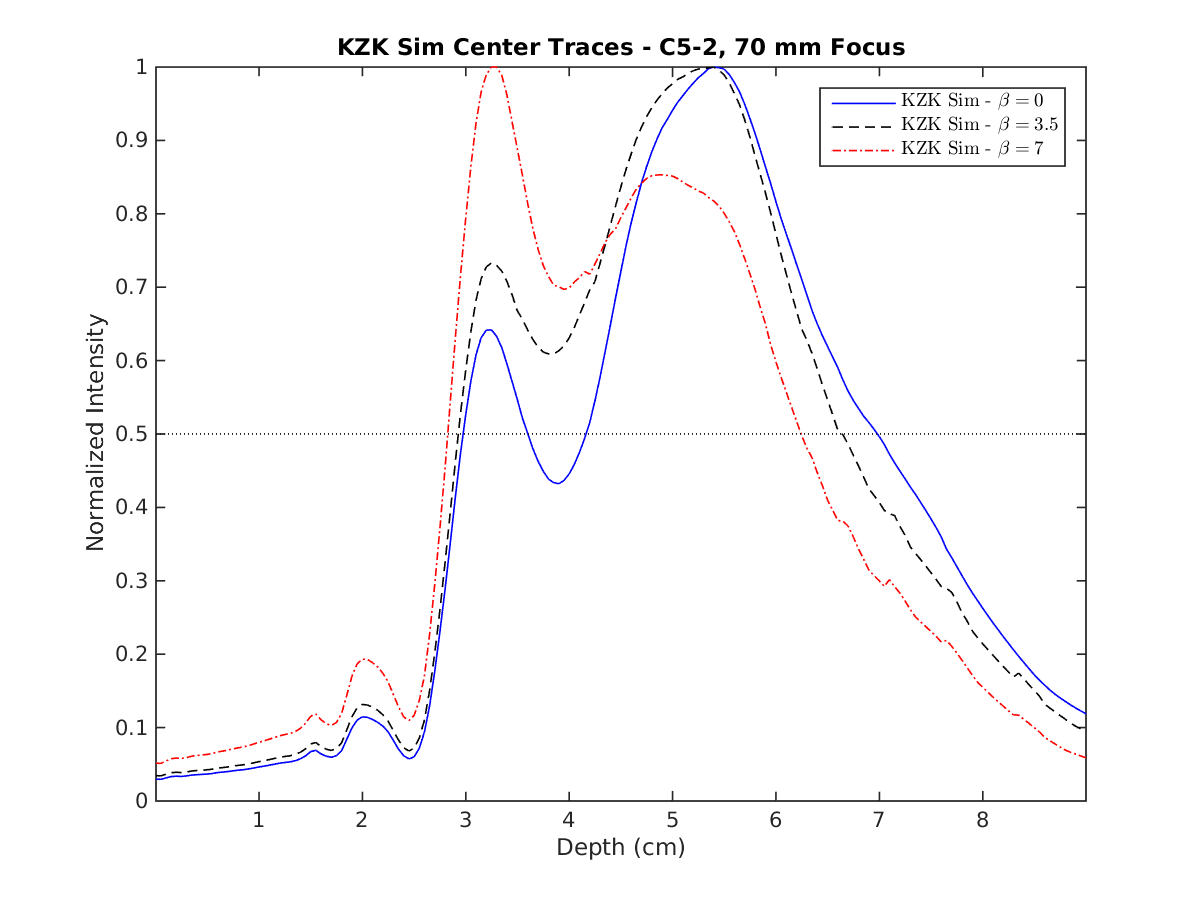 KZK Sim Center Traces - C5-2, 70 mm Focus
KZK Sim - β = 0
KZK Sim - β = 3.5
KZK Sim - β = 7
Normalized Intensity
1
0.9
0.8
0.7
0.6
0.5
0.4
0.3
0.2
0.1
0
1 2 3 4 5 6 7 8
Depth (cm)